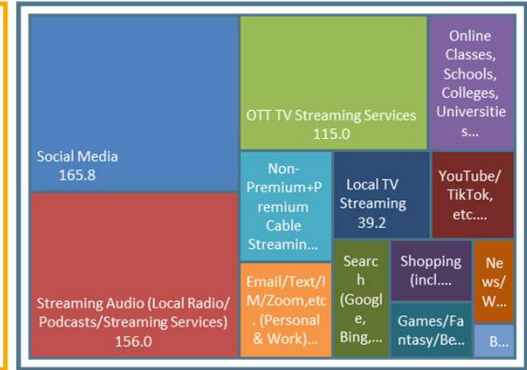 Social Media
165.8
Streaming Audio (Local Radio/
Podcasts/Streaming Services)
156.0
OTT TV Streaming Services
115.0
Online
Classes,
Schools,
Colleges,
Universitie
s...
Non-
Premium+P
remium
Cable
Streamin...
Local TV
Streaming
39.2
YouTube/
TikTok,
etc....
Email/Text/I
M/Zoom,etc
. (Personal
& Work)...
Searc
h
(Googl
e,
Bing,...
Shopping
(incl....
Ne
ws/
W...
Games/Fa
ntasy/Be...
B...